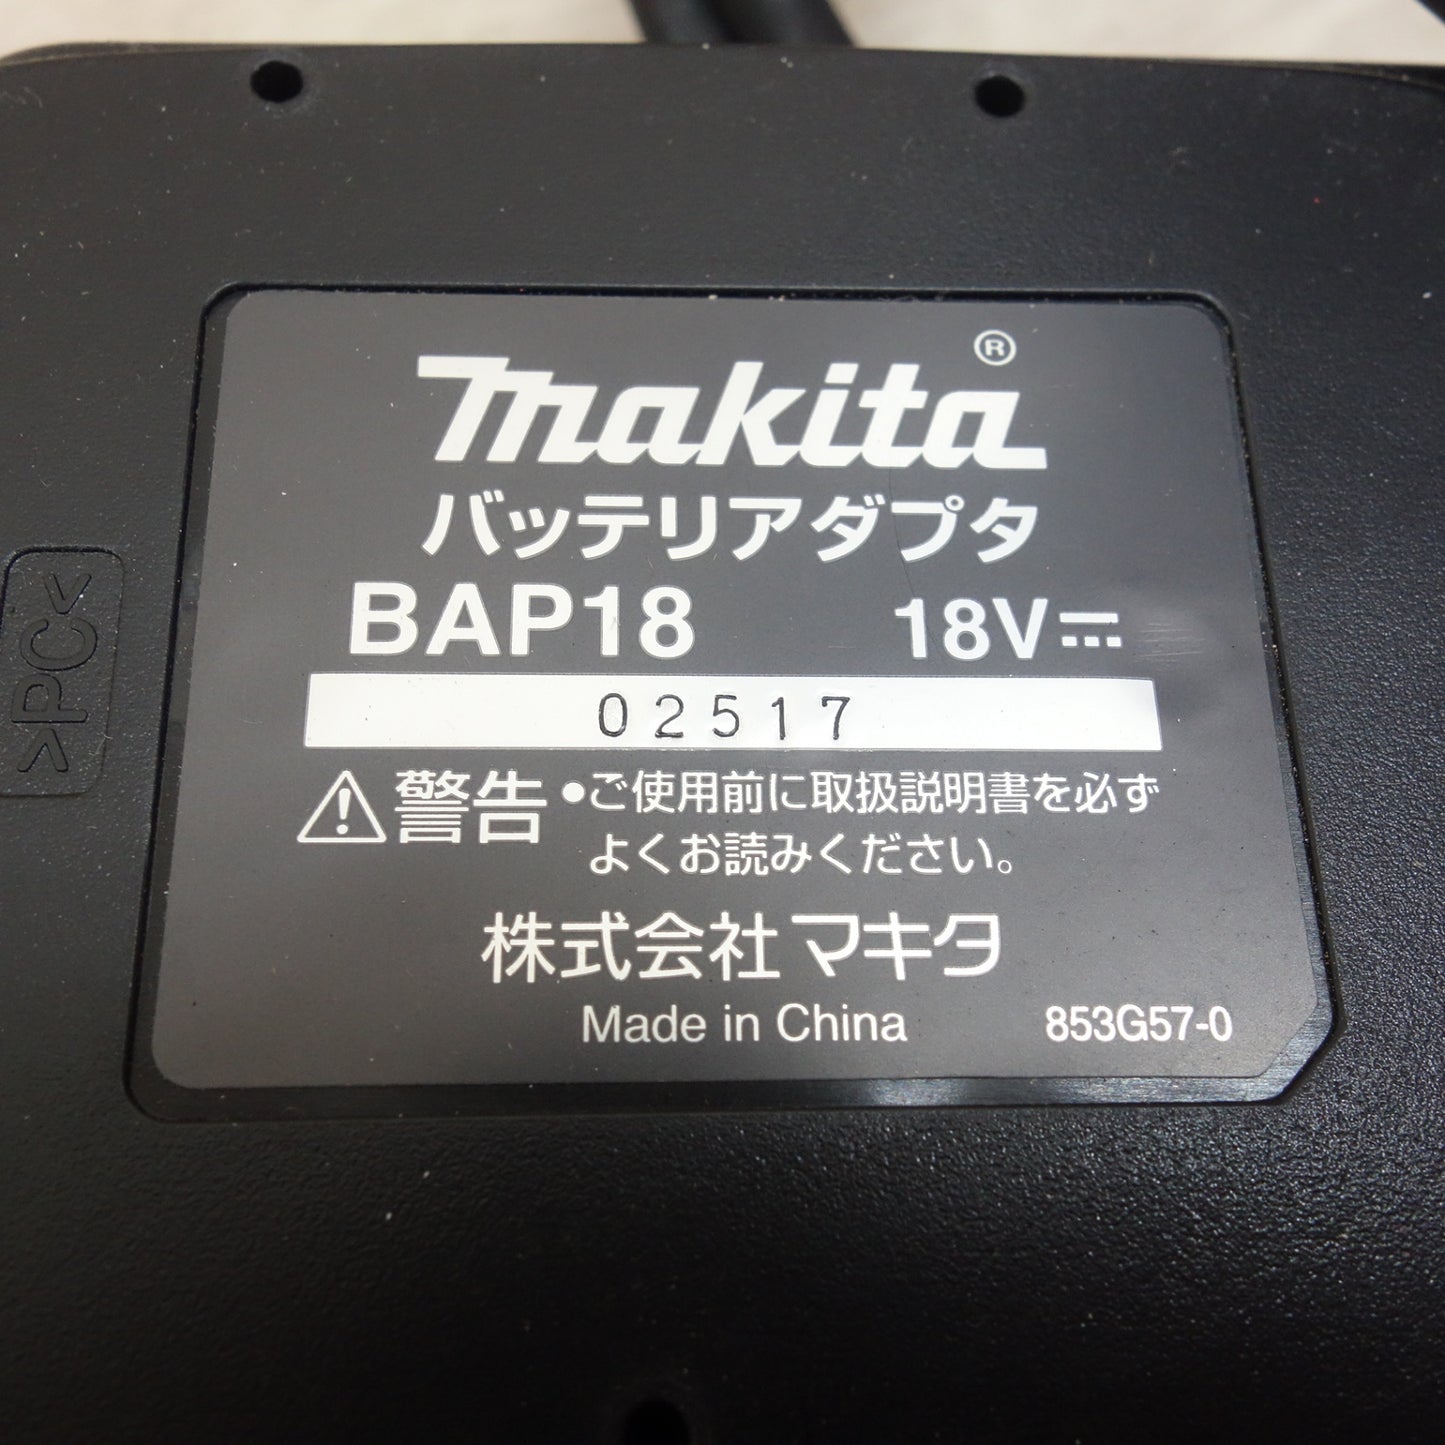 makita®
バッテリアダプタ
BAP18 18V⎓
02517
⚠警告 •ご使用前に取扱説明書を必ず
よくお読みください。
株式会社マキタ
Made in China 853G57-0
>PC<